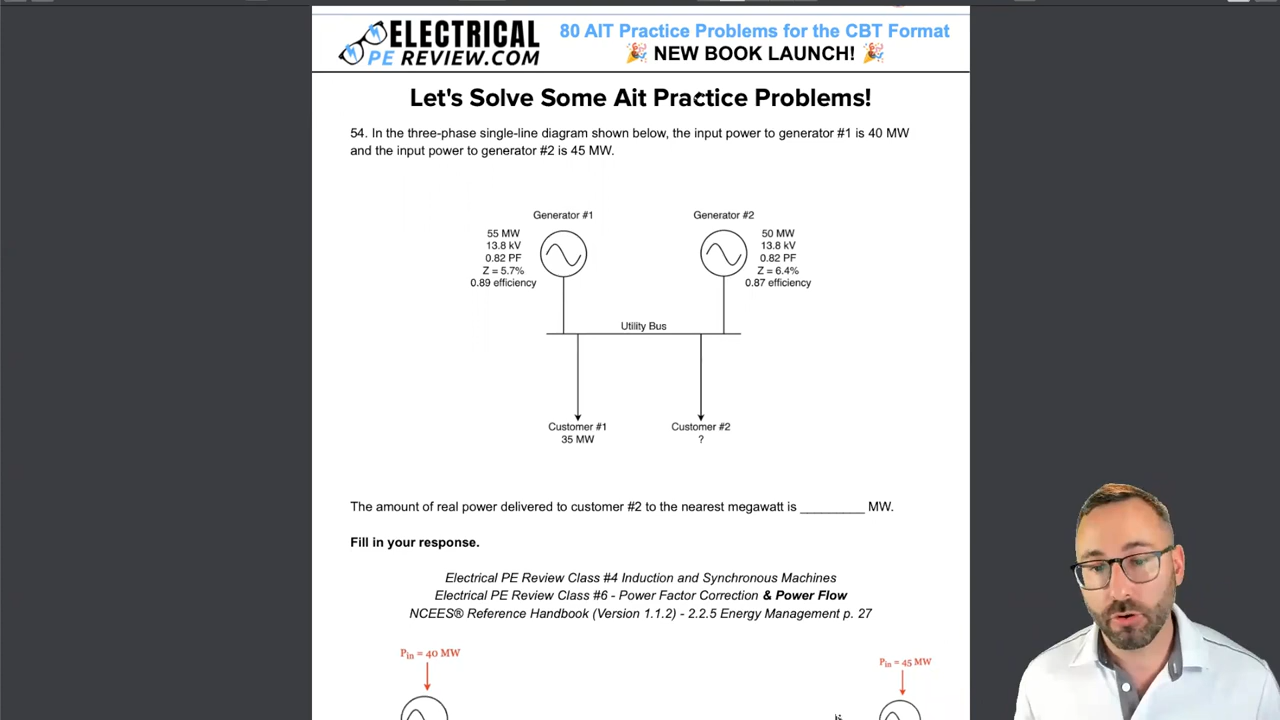 ELECTRICAL
PE REVIEW.COM
80 AIT Practice Problems for the CBT Format
🎉 NEW BOOK LAUNCH! 🎉
Let's Solve Some Ait Practice Problems!
54. In the three-phase single-line diagram shown below, the input power to generator #1 is 40 MW
and the input power to generator #2 is 45 MW.
Generator #1
55 MW
13.8 kV
0.82 PF
Z = 5.7%
0.89 efficiency
Generator #2
50 MW
13.8 kV
0.82 PF
Z = 6.4%
0.87 efficiency
Utility Bus
Customer #1
35 MW
Customer #2
?
The amount of real power delivered to customer #2 to the nearest megawatt is _________ MW.
Fill in your response.
Electrical PE Review Class #4 Induction and Synchronous Machines
Electrical PE Review Class #6 - Power Factor Correction & Power Flow
NCEES® Reference Handbook (Version 1.1.2) - 2.2.5 Energy Management p. 27
Pin = 40 MW
Pin = 45 MW